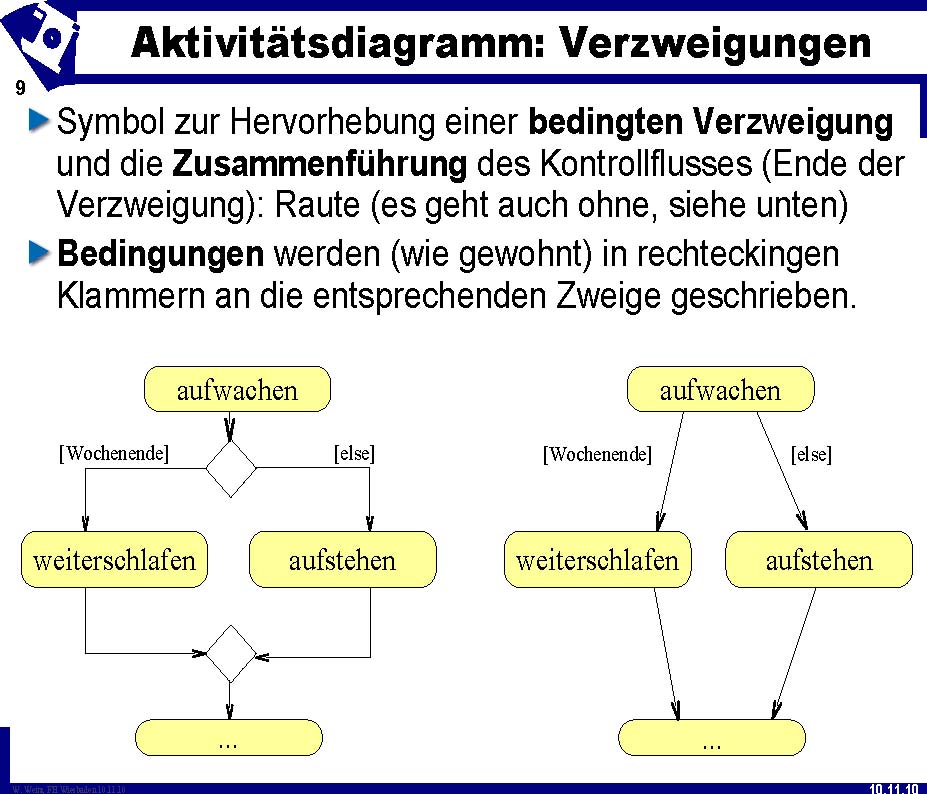 Aktivitätsdiagramm: Verzweigungen
9
Symbol zur Hervorhebung einer bedingten Verzweigung
und die Zusammenführung des Kontrollflusses (Ende der
Verzweigung): Raute (es geht auch ohne, siehe unten)
Bedingungen werden (wie gewohnt) in rechteckingen
Klammern an die entsprechenden Zweige geschrieben.
aufwachen
[Wochenende]
[else]
weiterschlafen
aufstehen
...
aufwachen
[Wochenende]
[else]
weiterschlafen
aufstehen
...
W. Weitz, FH Wiesbaden 10.11.10
10.11.10